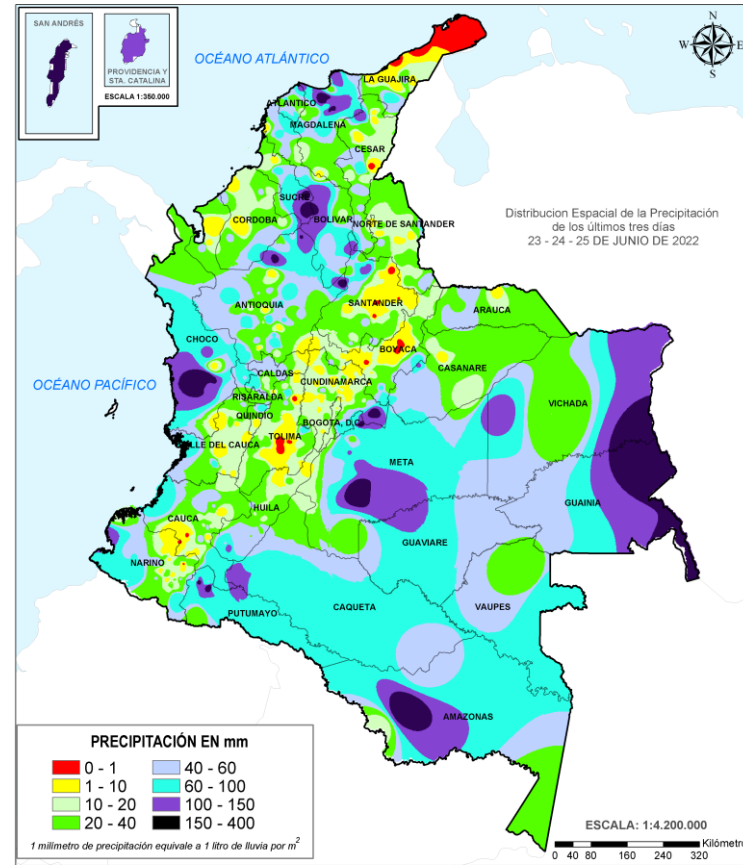 SAN ANDRÉS
PROVIDENCIA Y
STA. CATALINA
ESCALA 1:350.000
OCÉANO ATLÁNTICO
N
W
E
S
LA GUAJIRA
ATLANTICO
MAGDALENA
CESAR
SUCRE
BOLIVAR
CORDOBA
NORTE DE SANTANDER
Distribucion Espacial de la Precipitación
de los últimos tres días
23 - 24 - 25 DE JUNIO DE 2022
ANTIOQUIA
SANTANDER
ARAUCA
CHOCO
BOYACA
CASANARE
OCÉANO PACÍFICO
CALDAS
CUNDINAMARCA
RISARALDA
VICHADA
QUINDIO
BOGOTA, D.C
TOLIMA
VALLE DEL CAUCA
META
GUAINIA
HUILA
CAUCA
GUAVIARE
NARINO
CAQUETA
VAUPES
PUTUMAYO
AMAZONAS
PRECIPITACIÓN EN mm
0 - 1
40 - 60
1 - 10
60 - 100
10 - 20
100 - 150
20 - 40
150 - 400
1 milimetro de precipitación equivale a 1 litro de lluvia por m²
ESCALA: 1:4.200.000
Kilóme
0 40 80 160 240 320